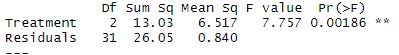 Df Sum Sq Mean Sq F value Pr(>F)
Treatment 2 13.03 6.517 7.757 0.00186 **
Residuals 31 26.05 0.840
---